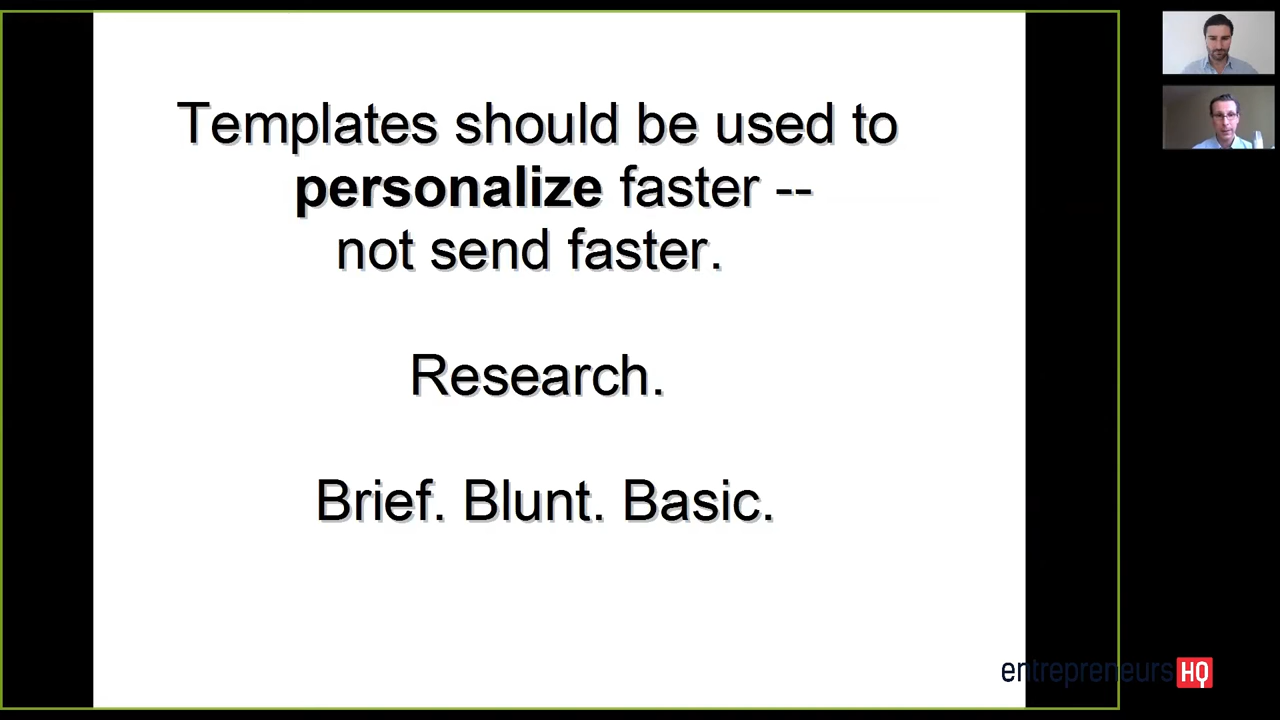 Templates should be used to
personalize faster --
not send faster.
Research.
Brief. Blunt. Basic.
entrepreneurs HQ